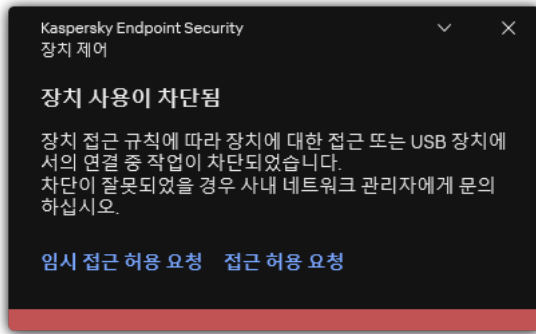 Kaspersky Endpoint Security
장치 제어
장치 사용이 차단됨
장치 접근 규칙에 따라 장치에 대한 접근 또는 USB 장치에
서의 연결 중 작업이 차단되었습니다.
차단이 잘못되었을 경우 사내 네트워크 관리자에게 문의
하십시오.
임시 접근 허용 요청 접근 허용 요청